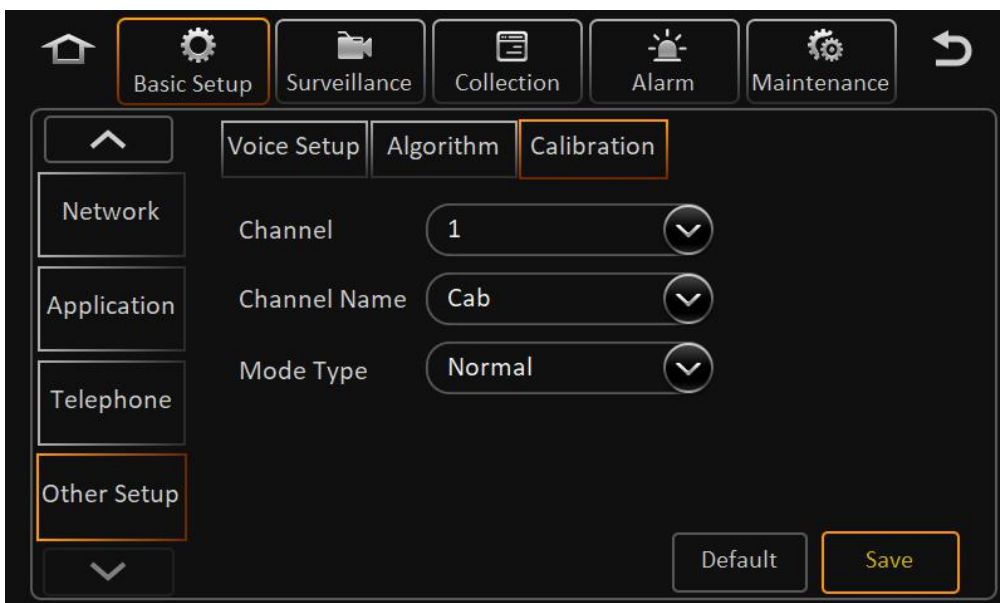 Basic Setup
Surveillance
Collection
Alarm
Maintenance
Voice Setup
Algorithm
Calibration
Network
Application
Telephone
Other Setup
Channel
1
Channel Name
Cab
Mode Type
Normal
Default
Save